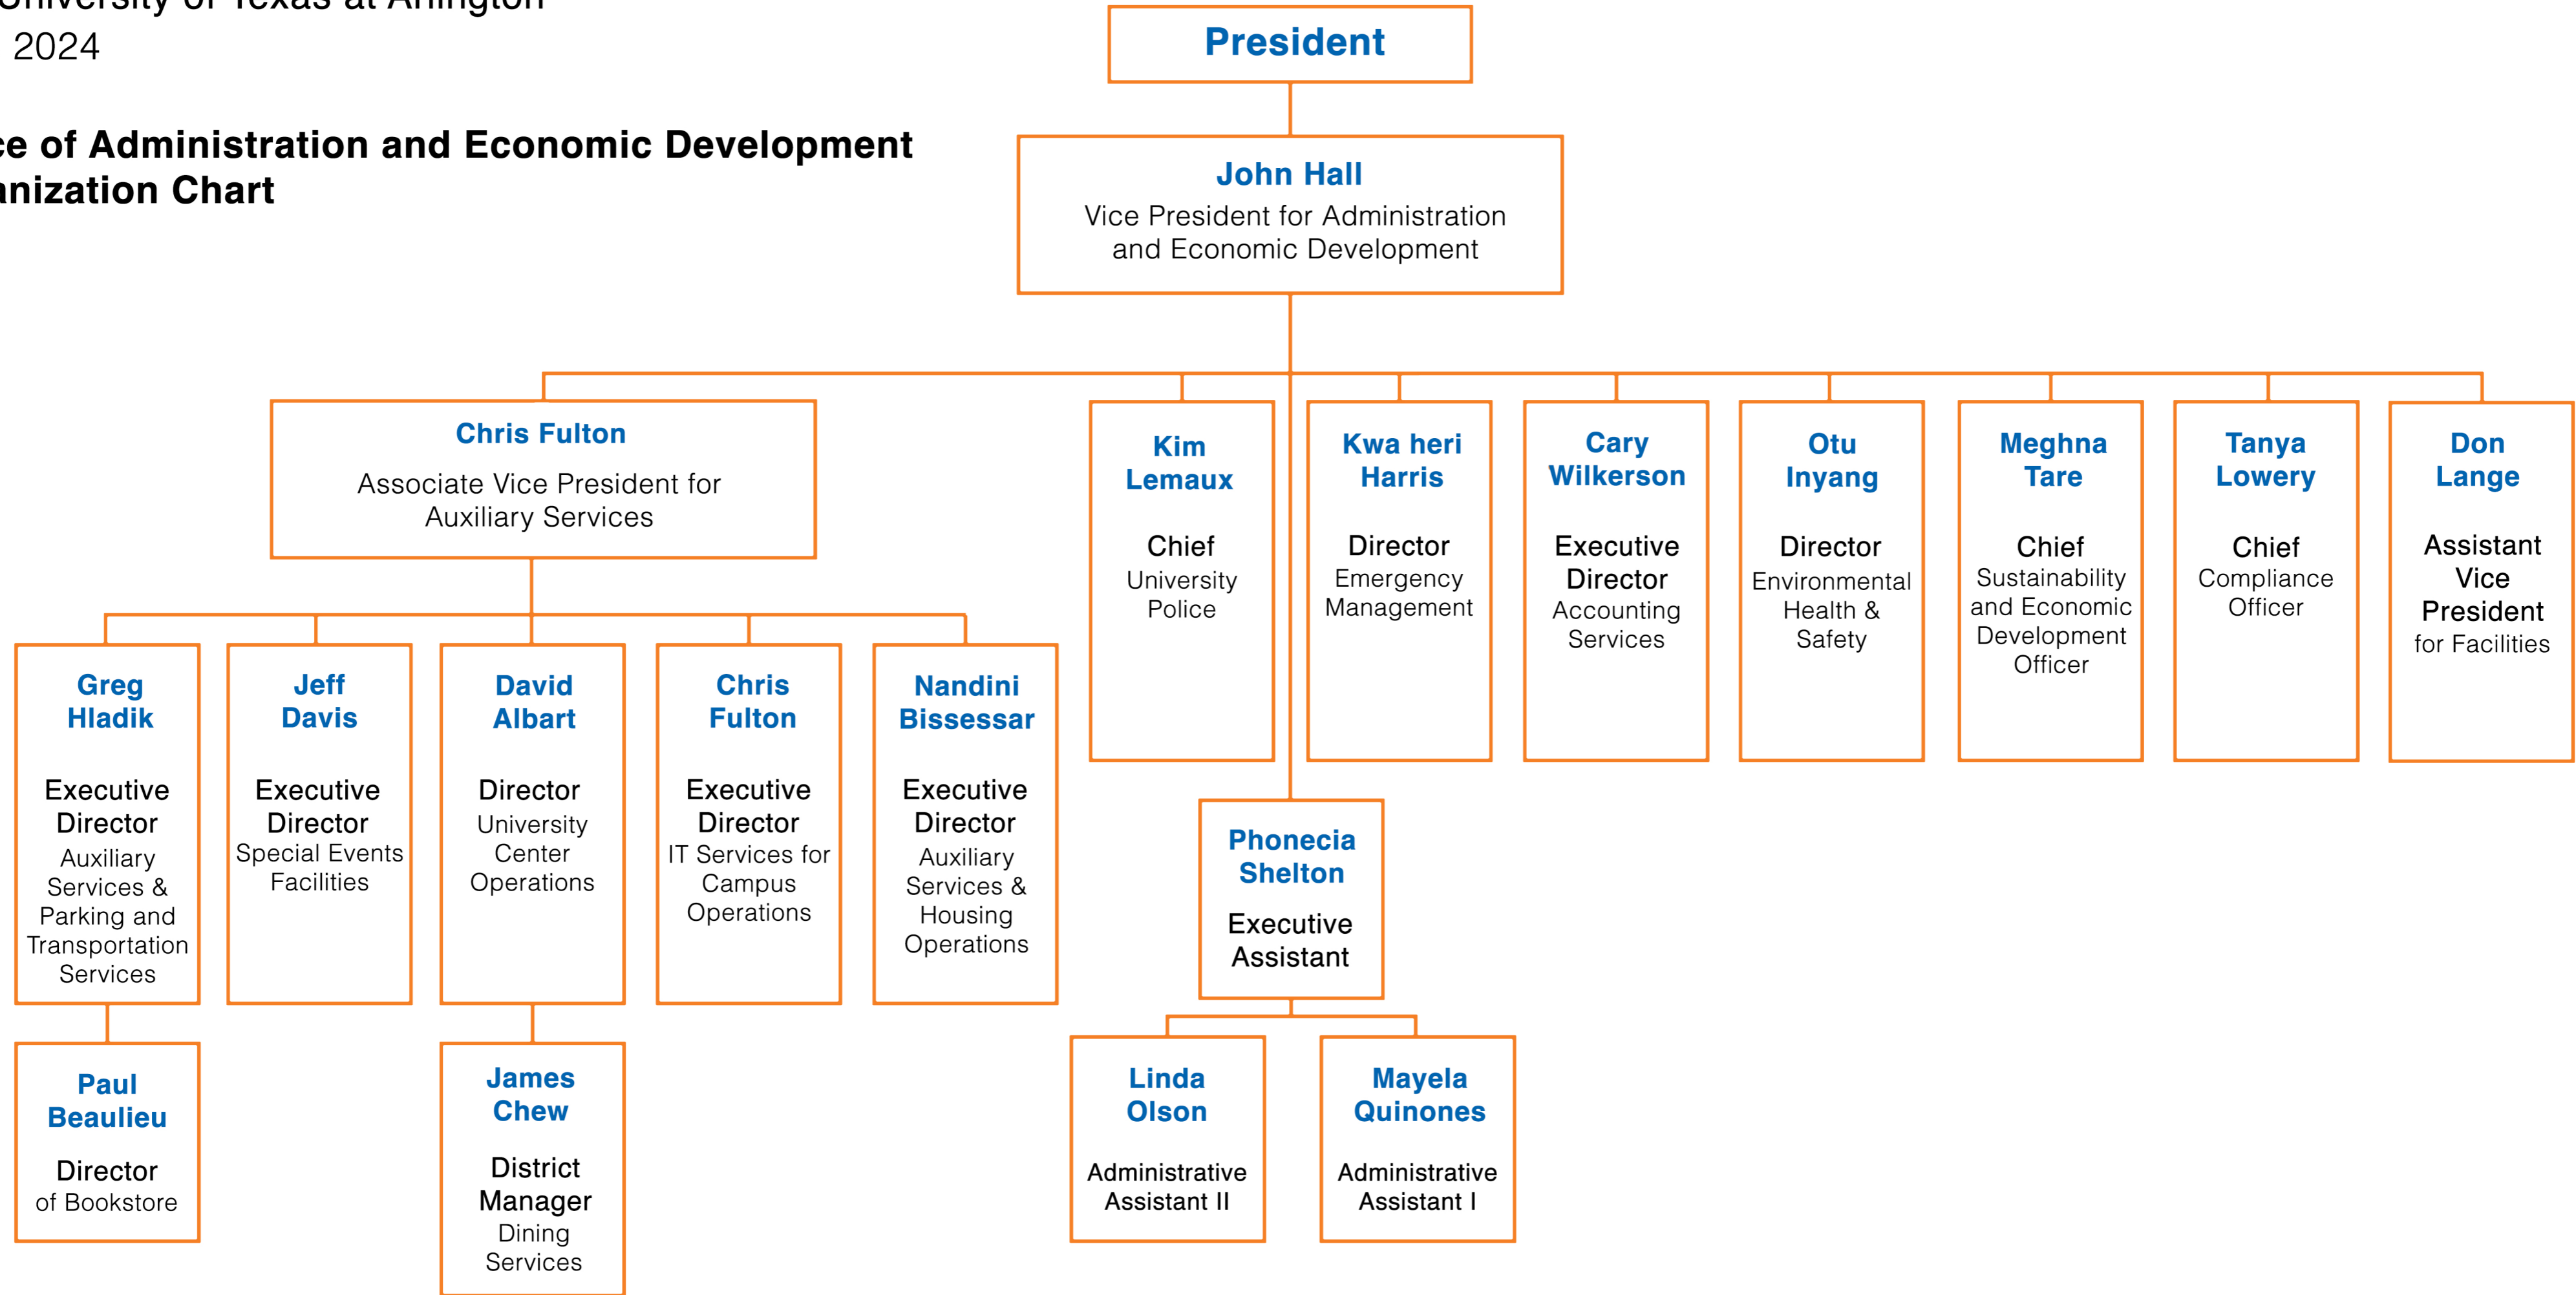 University of Texas at Arlington
2024
of Administration and Economic Development
Chart
President
John Hall
Vice President for Administration
and Economic Development
Chris Fulton
Associate Vice President for
Auxiliary Services
Kim
Lemaux
Chief
University
Police
Kwa heri
Harris
Director
Emergency
Management
Cary
Wilkerson
Executive
Director
Accounting
Services
Otu
Inyang
Director
Environmental
Health &
Safety
Meghna
Tare
Chief
Sustainability
and Economic
Development
Officer
Tanya
Lowery
Chief
Compliance
Officer
Don
Lange
Assistant
Vice
President
for Facilities
Greg
Hladik
Executive
Director
Auxiliary
Services &
Parking and
Transportation
Services
Jeff
Davis
Executive
Director
Special Events
Facilities
David
Albart
Director
University
Center
Operations
Chris
Fulton
Executive
Director
IT Services for
Campus
Operations
Nandini
Bissessar
Executive
Director
Auxiliary
Services &
Housing
Operations
Phonecia
Shelton
Executive
Assistant
Paul
Beaulieu
Director
of Bookstore
James
Chew
District
Manager
Dining
Services
Linda
Olson
Administrative
Assistant II
Mayela
Quinones
Administrative
Assistant I